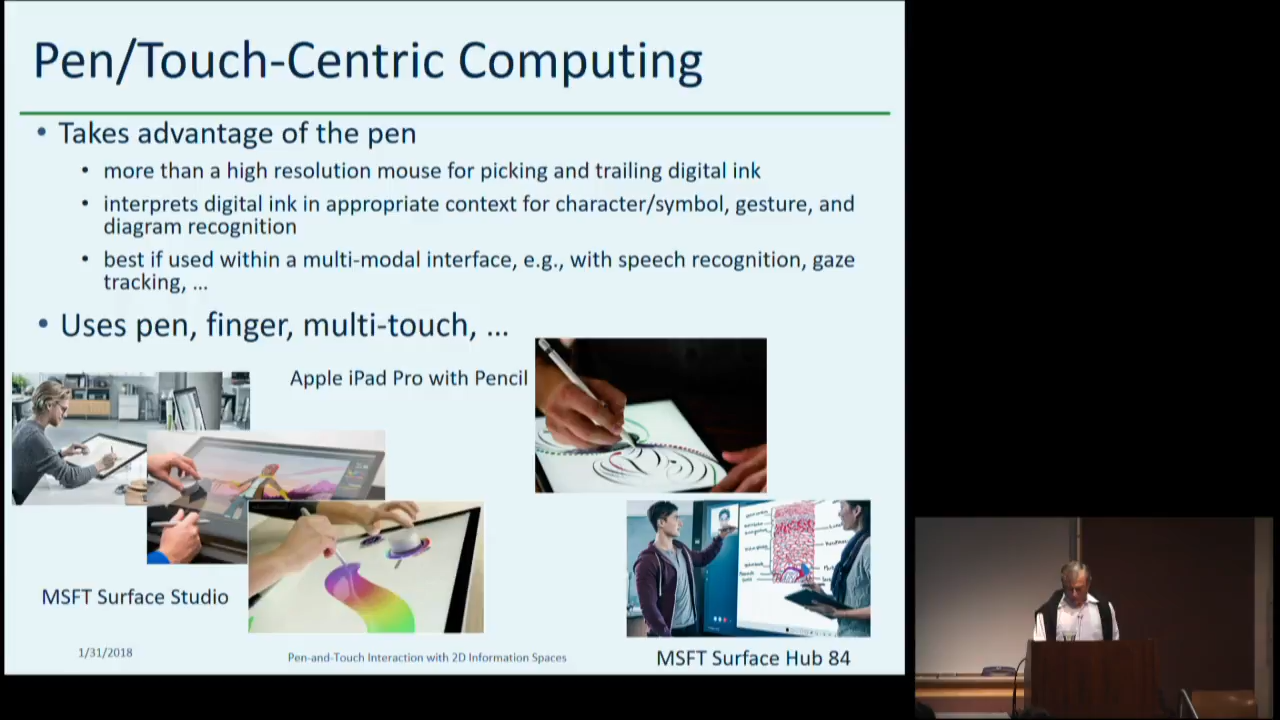 Pen/Touch-Centric Computing
• Takes advantage of the pen
• more than a high resolution mouse for picking and trailing digital ink
• interprets digital ink in appropriate context for character/symbol, gesture, and
diagram recognition
• best if used within a multi-modal interface, e.g., with speech recognition, gaze
tracking, ...
• Uses pen, finger, multi-touch, ...
Apple iPad Pro with Pencil
MSFT Surface Studio
1/31/2018
Pen-and-Touch Interaction with 2D Information Spaces
MSFT Surface Hub 84